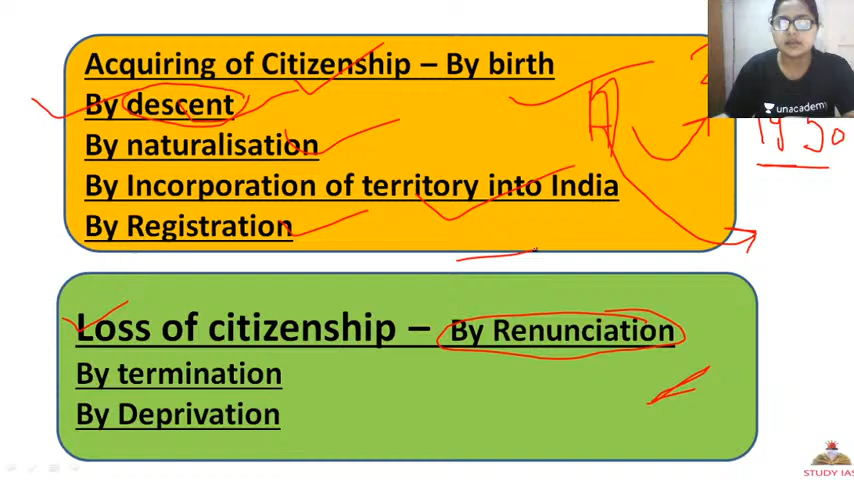 Acquiring of Citizenship – By birth
By descent
By naturalisation
By Incorporation of territory into India
By Registration
Loss of citizenship – By Renunciation
By termination
By Deprivation
unacademy
A
1950
STUDY IAS